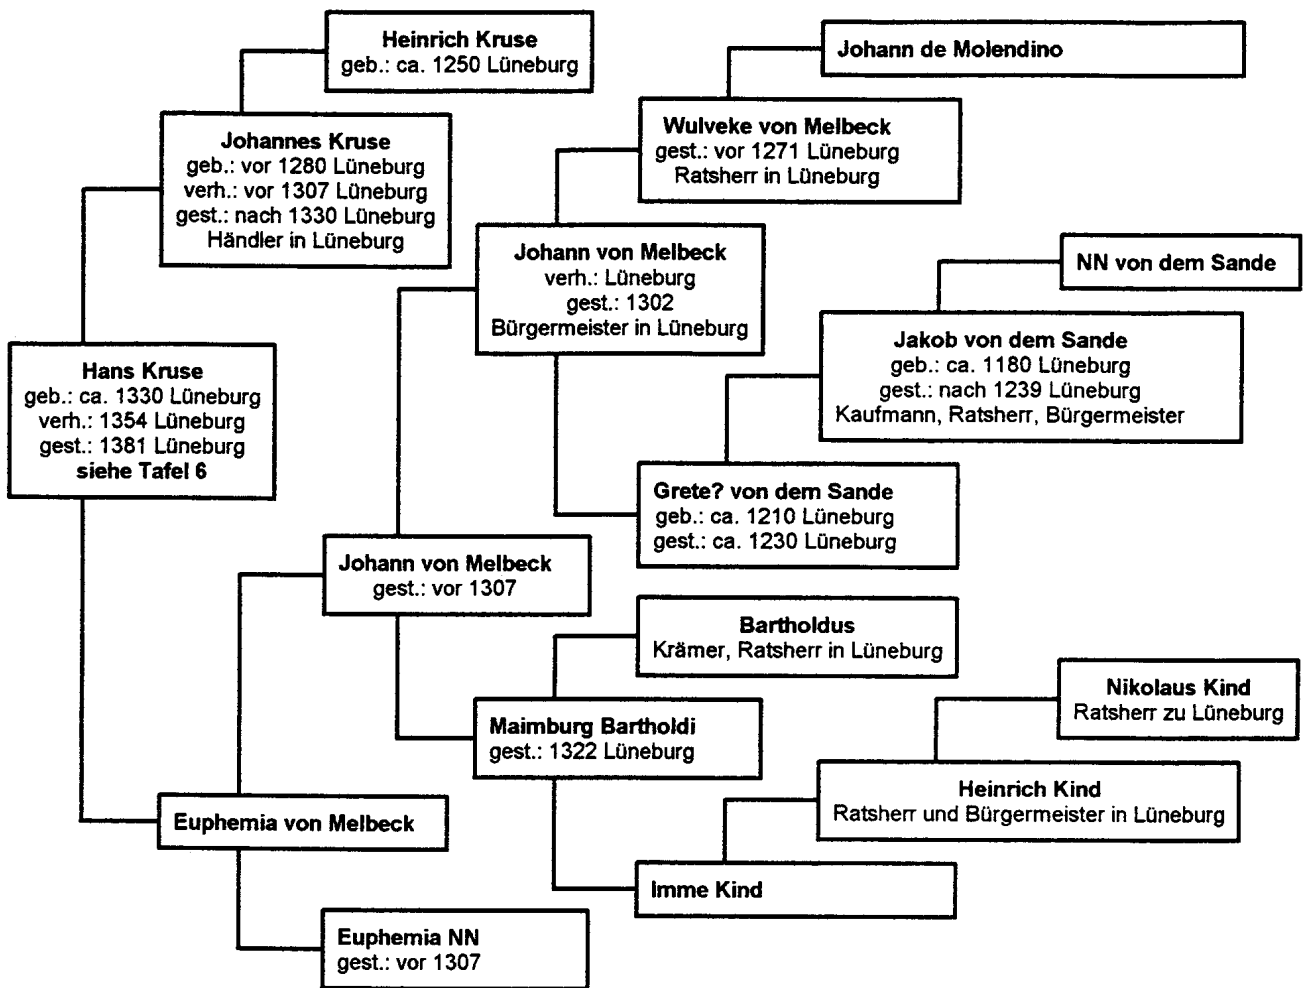 Heinrich Kruse
geb.: ca. 1250 Lüneburg
Johann de Molendino
Johannes Kruse
geb.: vor 1280 Lüneburg
verh.: vor 1307 Lüneburg
gest.: nach 1330 Lüneburg
Händler in Lüneburg
Wulveke von Melbeck
gest.: vor 1271 Lüneburg
Ratsherr in Lüneburg
Johann von Melbeck
verh.: Lüneburg
gest.: 1302
Bürgermeister in Lüneburg
NN von dem Sande
Jakob von dem Sande
geb.: ca. 1180 Lüneburg
gest.: nach 1239 Lüneburg
Kaufmann, Ratsherr, Bürgermeister
Hans Kruse
geb.: ca. 1330 Lüneburg
verh.: 1354 Lüneburg
gest.: 1381 Lüneburg
siehe Tafel 6
Grete? von dem Sande
geb.: ca. 1210 Lüneburg
gest.: ca. 1230 Lüneburg
Johann von Melbeck
gest.: vor 1307
Bartholdus
Krämer, Ratsherr in Lüneburg
Nikolaus Kind
Ratsherr zu Lüneburg
Maimburg Bartholdi
gest.: 1322 Lüneburg
Heinrich Kind
Ratsherr und Bürgermeister in Lüneburg
Euphemia von Melbeck
Imme Kind
Euphemia NN
gest.: vor 1307